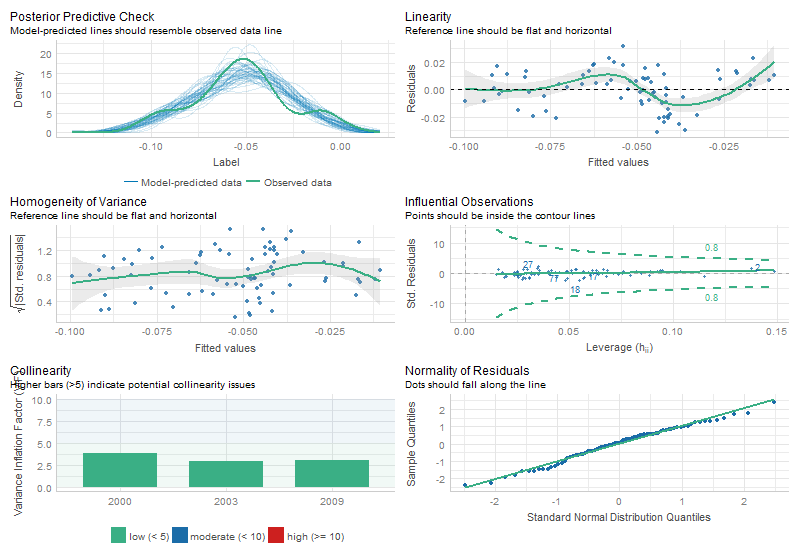 Posterior Predictive Check
Model-predicted lines should resemble observed data line
Density
20
15
10
5
0
-0.10
-0.05
0.00
Label
Model-predicted data
Observed data
Linearity
Reference line should be flat and horizontal
Residuals
0.02
0.00
-0.02
-0.100
-0.075
-0.050
-0.025
Fitted values
Homogeneity of Variance
Reference line should be flat and horizontal
√|Std. residuals|
1.2
0.8
0.4
-0.100
-0.075
-0.050
-0.025
Fitted values
Influential Observations
Points should be inside the contour lines
Std. Residuals
10
0
-10
0.8
27
2
77
17
18
0.8
0.00
0.05
0.10
0.15
Leverage (hii)
Collinearity
Higher bars (>5) indicate potential collinearity issues
Variance Inflation Factor (VIF)
10.0
7.5
5.0
2.5
0.0
2000
2003
2009
low (< 5)
moderate (< 10)
high (>= 10)
Normality of Residuals
Dots should fall along the line
Sample Quantiles
2
1
0
-1
-2
-2
-1
0
1
2
Standard Normal Distribution Quantiles